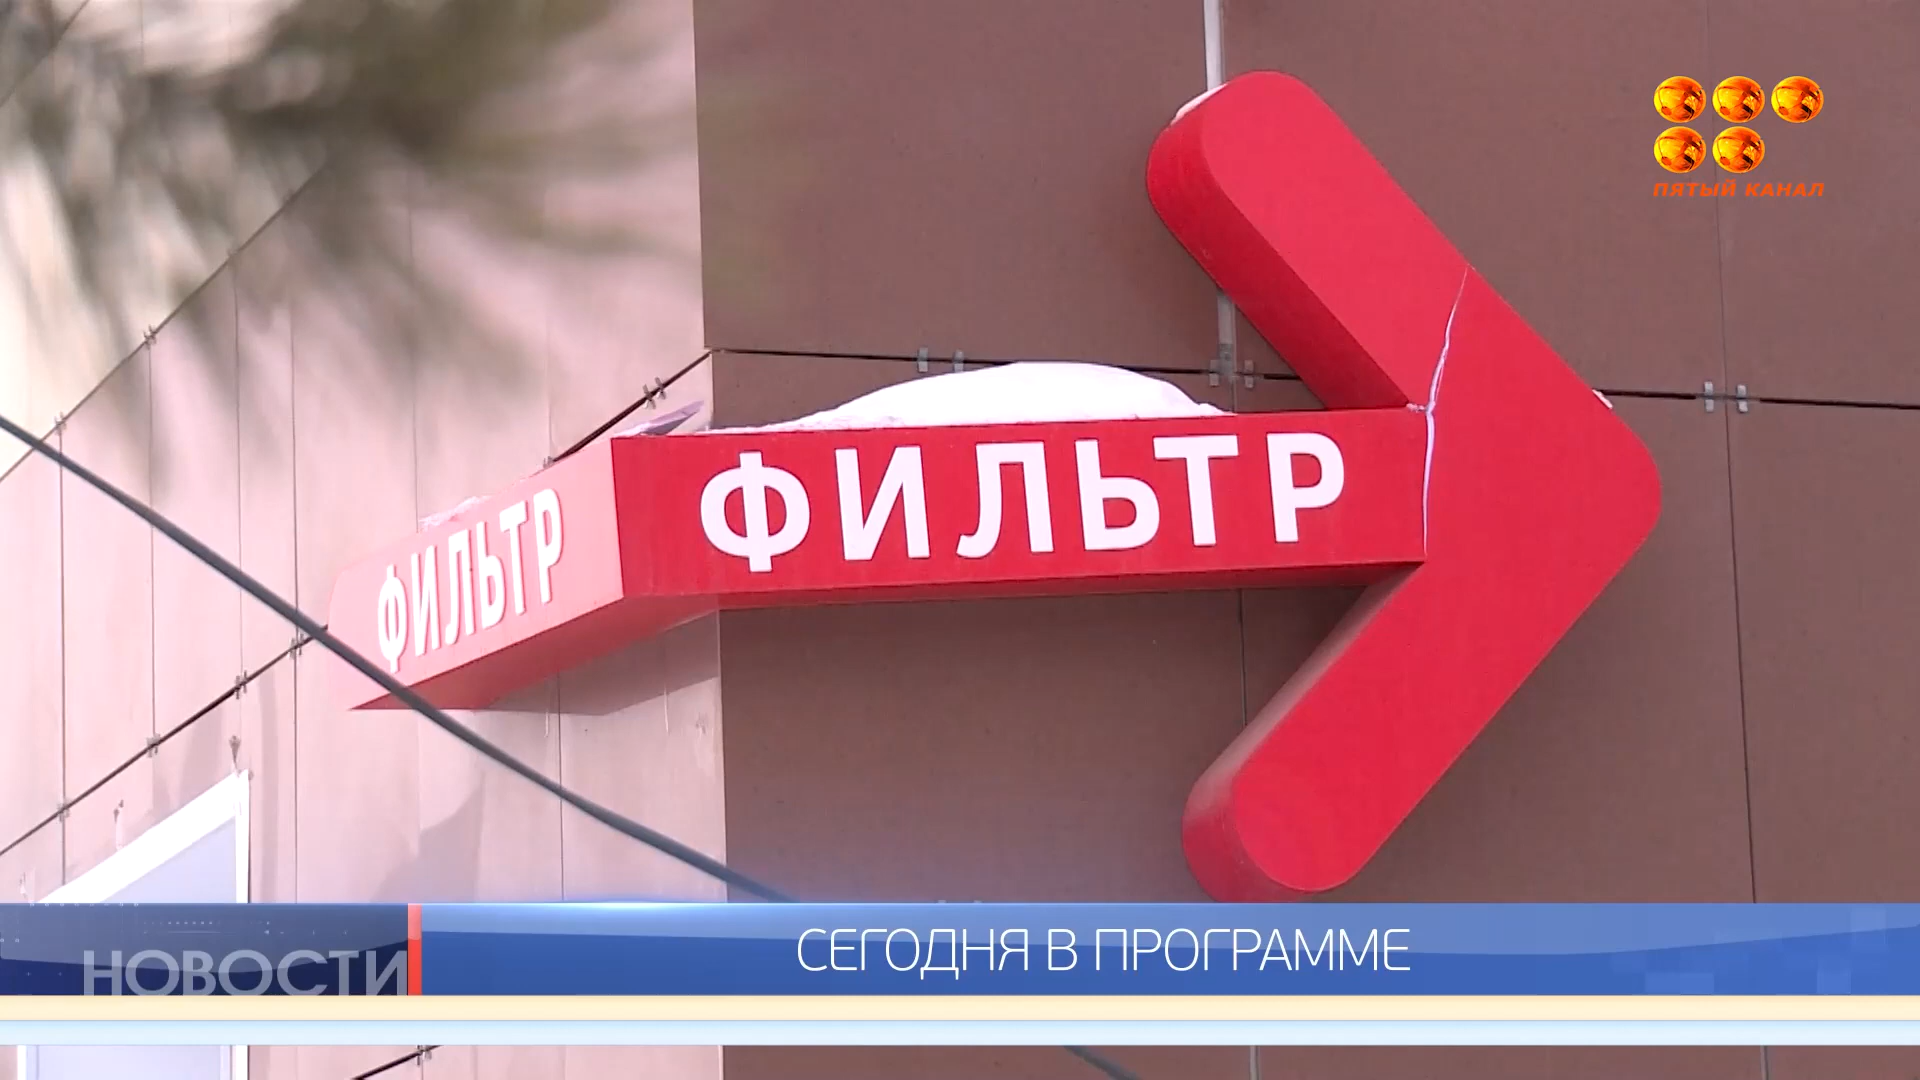 ПЯТЫЙ КАНАЛ
ФИЛЬТР
ФИЛЬТР
НОВОСТИ
СЕГОДНЯ В ПРОГРАММЕ